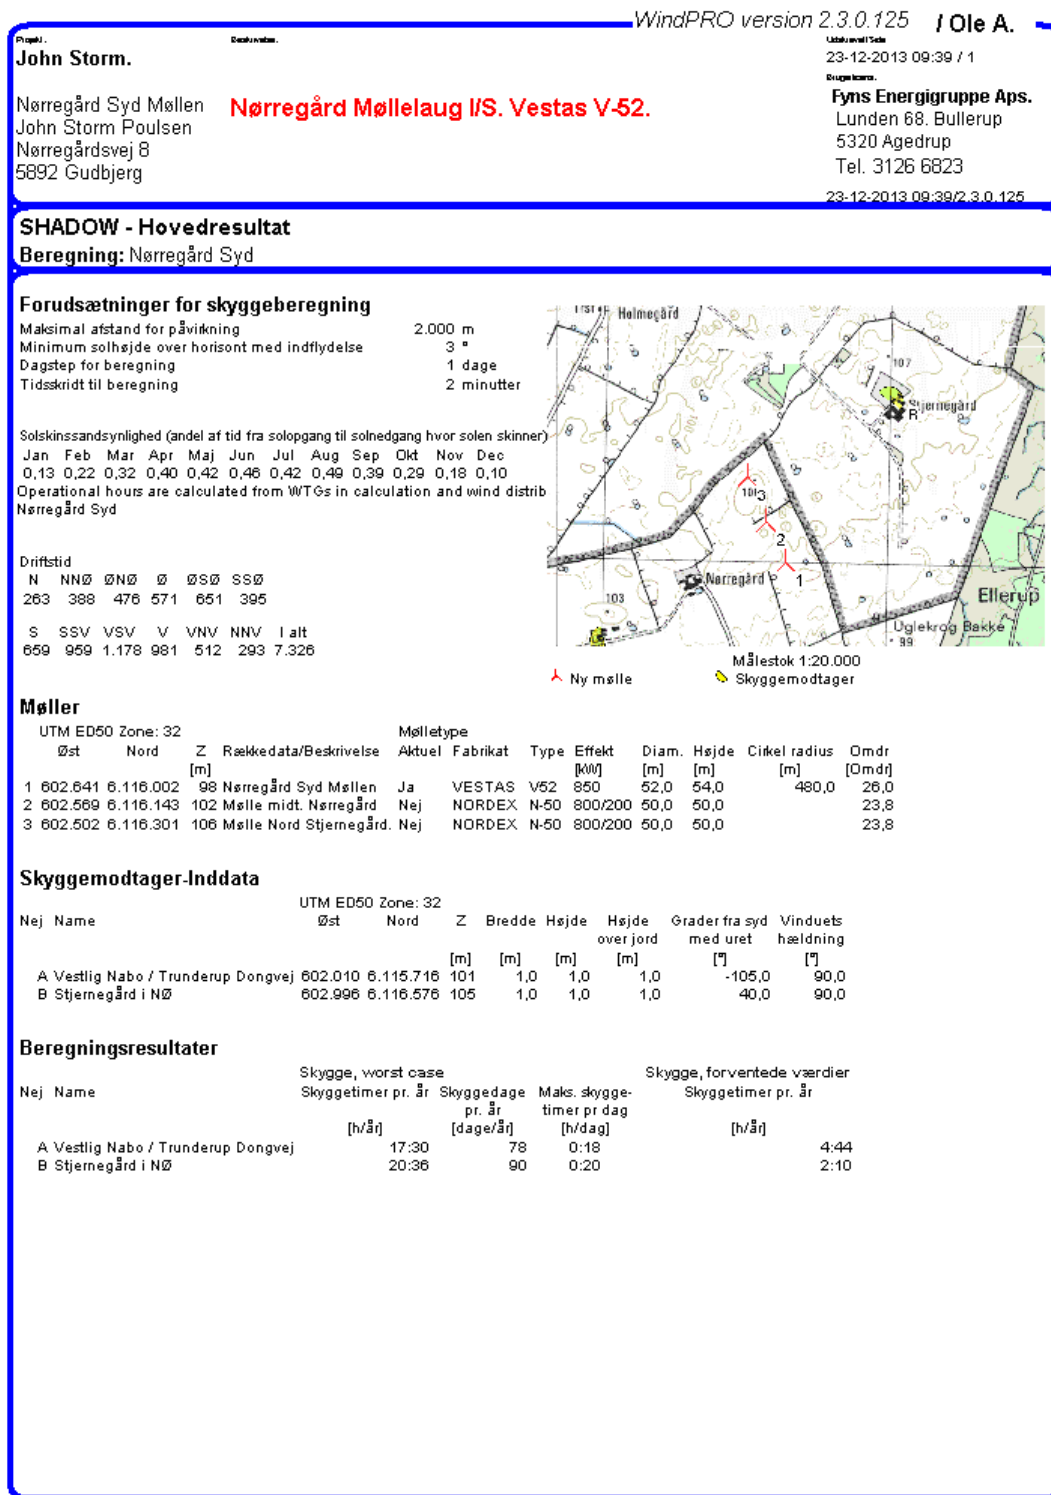 WindPRO version 2.3.0.125 / Ole A.
Projekt:
Beskrivelse:
Udskrevet/Side
John Storm.
23-12-2013 09:39 / 1
Brugerlicens:
Nørregård Syd Møllen
John Storm Poulsen
Nørregårdsvej 8
5892 Gudbjerg
Nørregård Møllelaug I/S. Vestas V-52.
Fyns Energigruppe Aps.
Lunden 68. Bullerup
5320 Agedrup
Tel. 3126 6823
23-12-2013 09:39/2.3.0.125
SHADOW - Hovedresultat
Beregning: Nørregård Syd
Forudsætninger for skyggeberegning
Maksimal afstand for påvirkning 2.000 m
Minimum solhøjde over horisont med indflydelse 3 °
Dagstep for beregning 1 dage
Tidsskridt til beregning 2 minutter
Solskinssandsynlighed (andel af tid fra solopgang til solnedgang hvor solen skinner)
Jan Feb Mar Apr Maj Jun Jul Aug Sep Okt Nov Dec
0,13 0,22 0,32 0,40 0,42 0,46 0,42 0,49 0,39 0,29 0,18 0,10
Operational hours are calculated from WTGs in calculation and wind distrib
Nørregård Syd
Driftstid
N NNØ ØNØ Ø ØSØ SSØ
263 388 476 571 651 395
S SSV VSV V VNV NNV I alt
659 959 1.178 981 512 293 7.326
Holmegård
107
Stjernegård
B
3
2
1
Nørregård
103
Ellerup
Uglekrog Bakke
99
Målestok 1:20.000
Ny mølle Skyggemodtager
Møller
UTM ED50 Zone: 32 Mølletype
Øst Nord Z Rækkedata/Beskrivelse Aktuel Fabrikat Type Effekt Diam. Højde Cirkel radius Omdr
[m] [kW] [m] [m] [m] [Omdr]
1 602.641 6.116.002 98 Nørregård Syd Møllen Ja VESTAS V52 850 52,0 54,0 480,0 26,0
2 602.569 6.116.143 102 Mølle midt. Nørregård Nej NORDEX N-50 800/200 50,0 50,0 23,8
3 602.502 6.116.301 106 Mølle Nord Stjernegård. Nej NORDEX N-50 800/200 50,0 50,0 23,8
Skyggemodtager-Inddata
UTM ED50 Zone: 32
Nej Name Øst Nord Z Bredde Højde Højde Grader fra syd Vinduets
over jord med uret hældning
[m] [m] [m] [m] [°] [°]
A Vestlig Nabo / Trunderup Dongvej 602.010 6.115.716 101 1,0 1,0 1,0 -105,0 90,0
B Stjernegård i NØ 602.996 6.116.576 105 1,0 1,0 1,0 40,0 90,0
Beregningsresultater
Skygge, worst case Skygge, forventede værdier
Nej Name Skyggetimer pr. år Skyggedage Maks. skygge- Skyggetimer pr. år
pr. år timer pr dag
[h/år] [dage/år] [h/dag] [h/år]
A Vestlig Nabo / Trunderup Dongvej 17:30 78 0:18 4:44
B Stjernegård i NØ 20:36 90 0:20 2:10